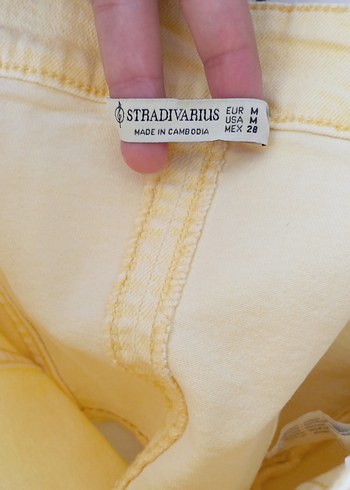 STRADIVARIUS
MADE IN CAMBODIA
EUR M
USA M
MEX 28